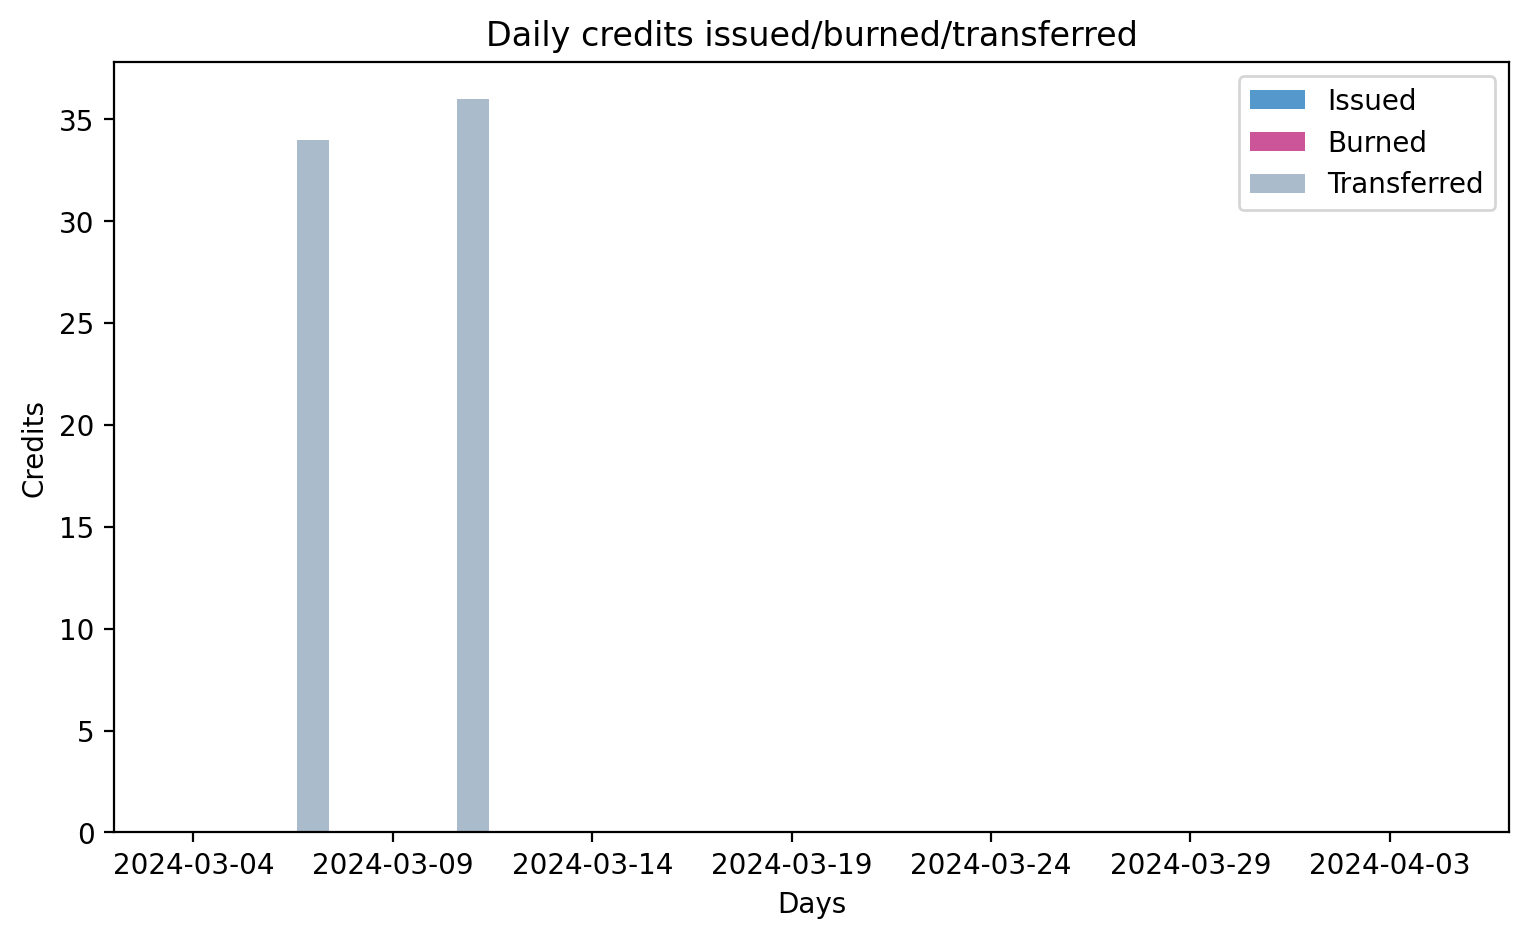 Daily credits issued/burned/transferred
Issued
Burned
Transferred
35
30
25
20
15
10
5
0
Credits
2024-03-04 2024-03-09 2024-03-14 2024-03-19 2024-03-24 2024-03-29 2024-04-03
Days